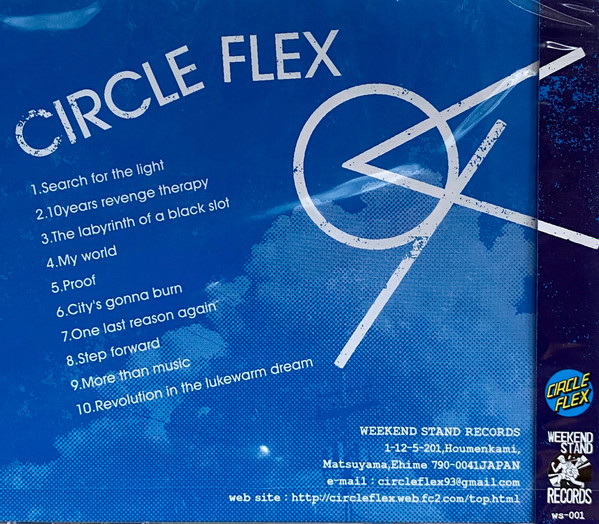 CIRCLE FLEX
1.Search for the light
2.10years revenge therapy
3.The labyrinth of a black slot
4.My world
5.Proof
6.City's gonna burn
7.One last reason again
8.Step forward
9.More than music
10.Revolution in the lukewarm dream
WEEKEND STAND RECORDS
1-12-5-201,Houmenkami,
Matsuyama,Ehime 790-0041JAPAN
e-mail : circleflex93@gmail.com
web site : http://circleflex.web.fc2.com/top.html
CIRCLE
FLEX
WEEKEND
STAND
RECORDS
ws-001